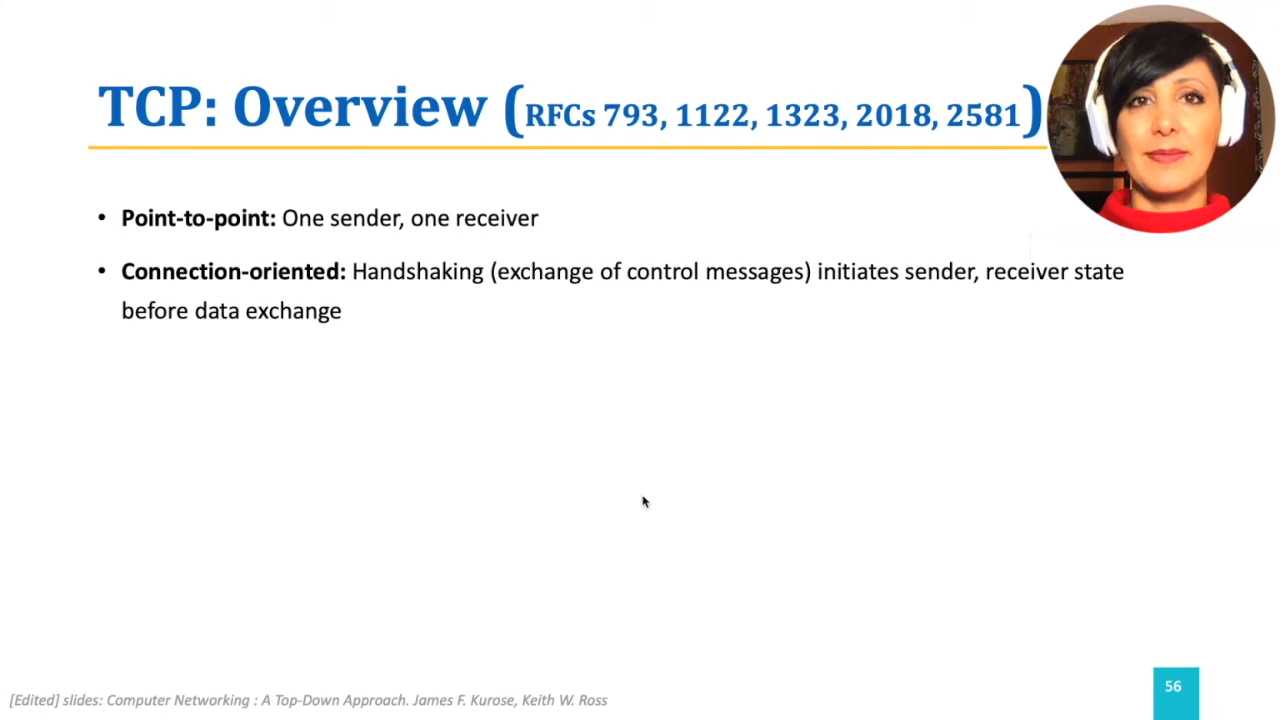 TCP: Overview (RFCs 793, 1122, 1323, 2018, 2581)
• Point-to-point: One sender, one receiver
• Connection-oriented: Handshaking (exchange of control messages) initiates sender, receiver state
before data exchange
[Edited] slides: Computer Networking : A Top-Down Approach. James F. Kurose, Keith W. Ross
56